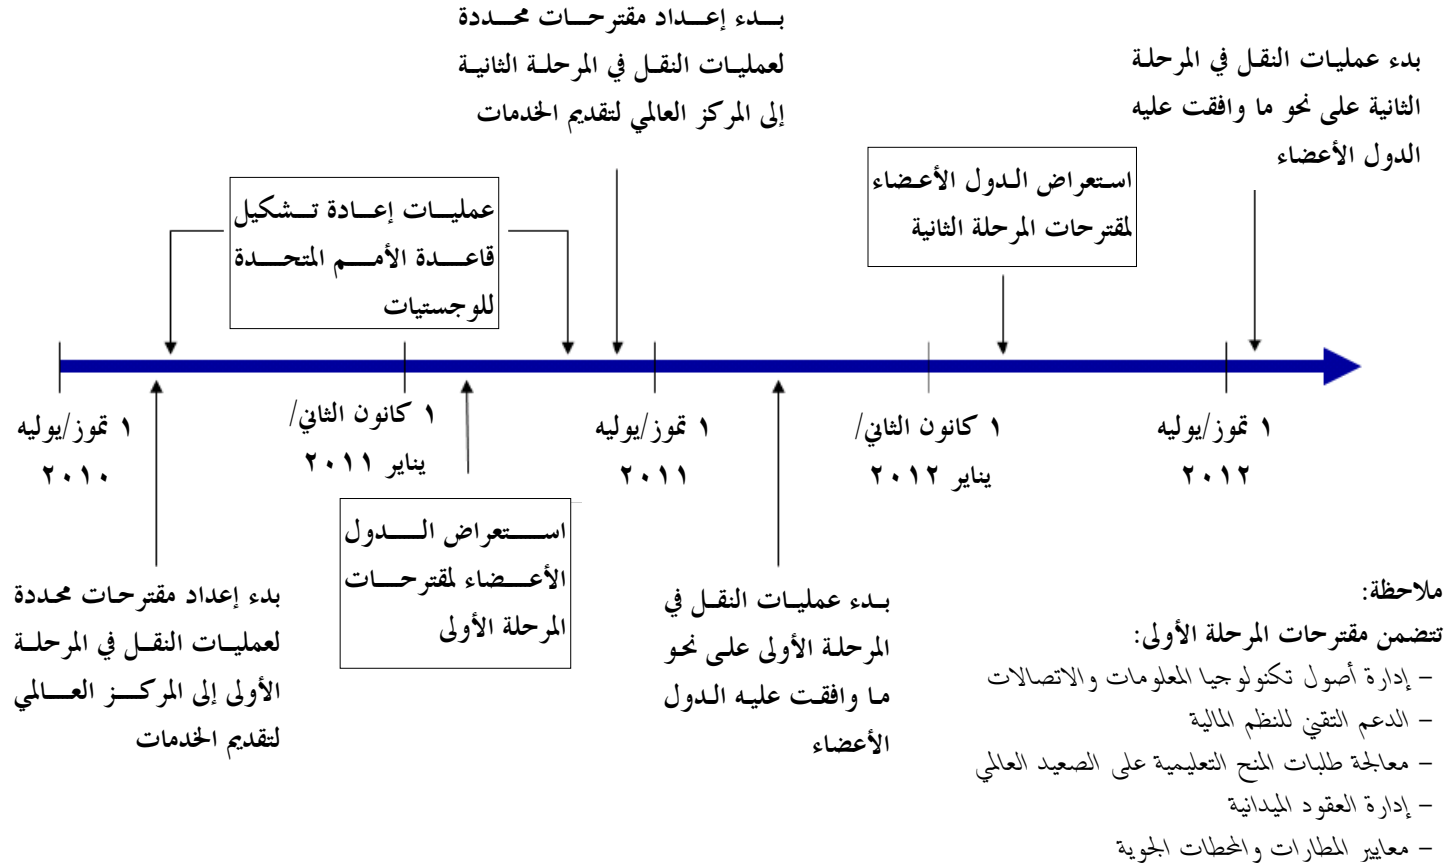 بدء إعداد مقترحات محددة
لعمليات النقل في المرحلة الثانية
إلى المركز العالمي لتقديم الخدمات
بدء عمليات النقل في المرحلة
الثانية على نحو ما وافقت عليه
الدول الأعضاء
استعراض الدول الأعضاء
لمقترحات المرحلة الثانية
عمليات إعادة تشكيل
قاعدة الأمم المتحدة
للوجستيات
١ تموز/يوليه
٢٠١٠
١ كانون الثاني/
يناير ٢٠١١
١ تموز/يوليه
٢٠١١
١ كانون الثاني/
يناير ٢٠١٢
١ تموز/يوليه
٢٠١٢
استعراض الدول
الأعضاء لمقترحات
المرحلة الأولى
بدء إعداد مقترحات محددة
لعمليات النقل في المرحلة
الأولى إلى المركز العالمي
لتقديم الخدمات
بدء عمليات النقل في
المرحلة الأولى على نحو
ما وافقت عليه الدول
الأعضاء
ملاحظة:
تتضمن مقترحات المرحلة الأولى:
– إدارة أصول تكنولوجيا المعلومات والاتصالات
– الدعم التقني للنظم المالية
– معالجة طلبات المنح التعليمية على الصعيد العالمي
– إدارة العقود الميدانية
– معايير المطارات والمحطات الجوية